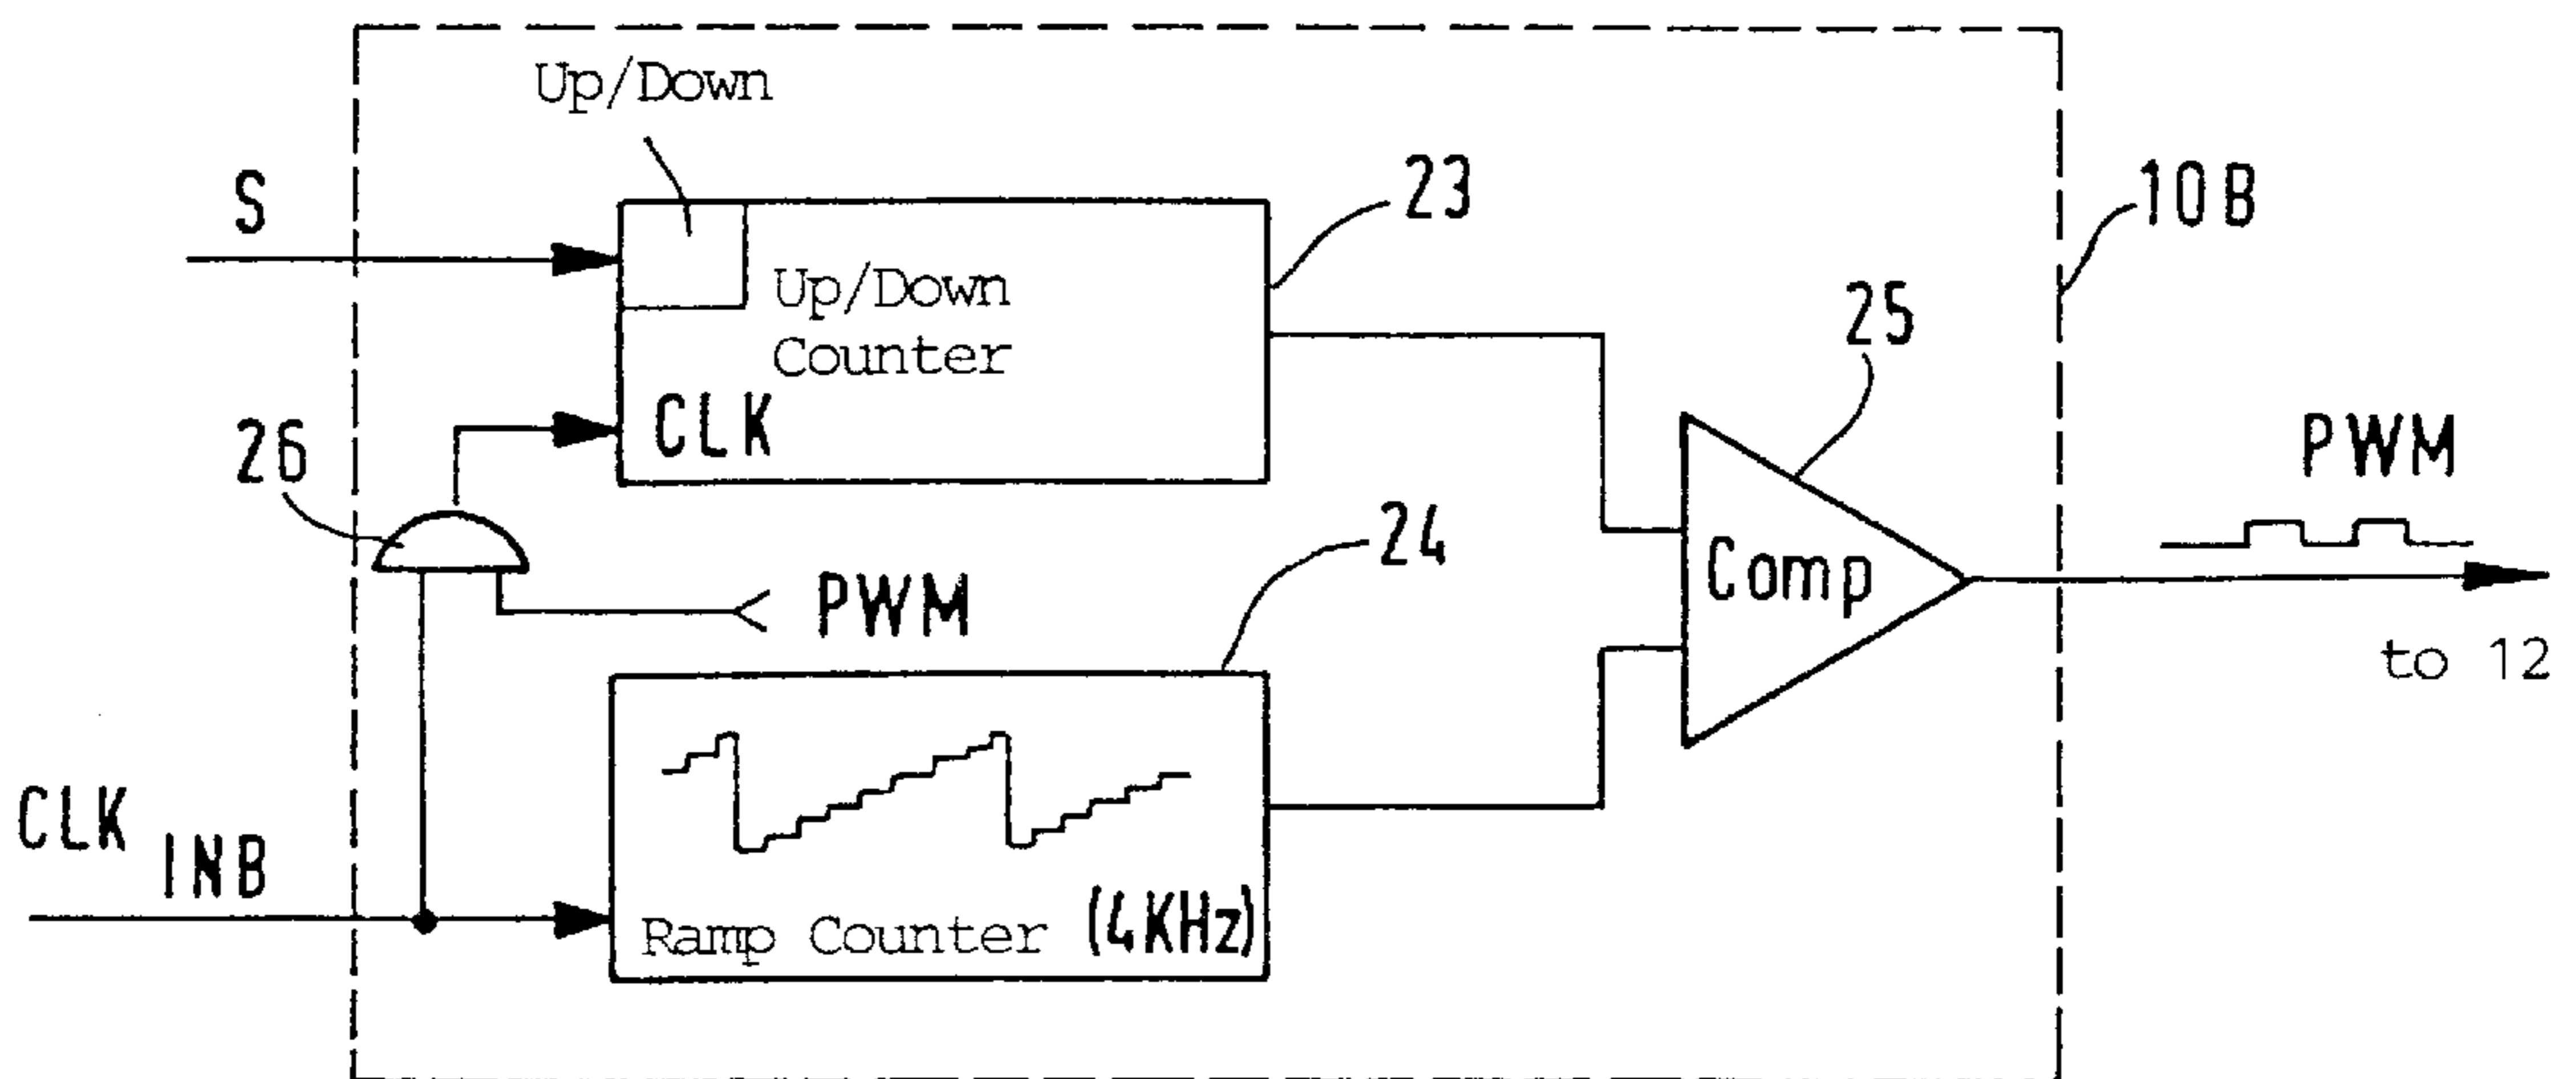 Up/Down
S
23
10B
Up/Down
Counter
25
CLK
26
PWM
24
Comp
PWM
to 12
CLK
INB
Ramp Counter (4KHz)